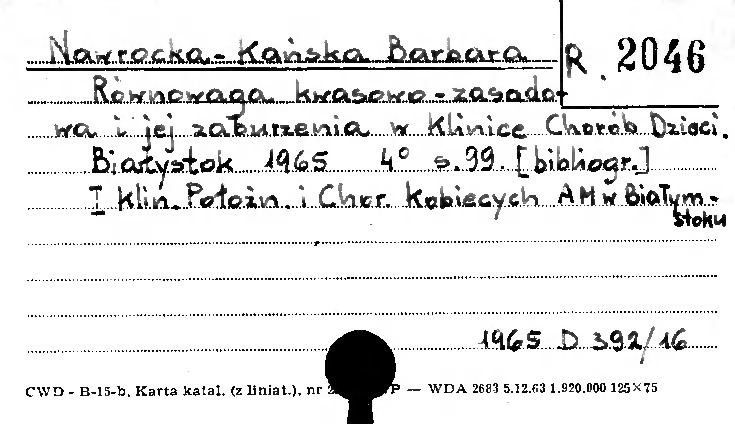 Nawrocka-Kańska Barbara
R. 2046
Równowaga kwasowo-zasado-
wa i jej zaburzenia w Klinice Chorób Dzieci.
Białystok 1965 4° s.99. [bibliogr.]
I Klin. Położn. i Chor. Kobiecych AM w Białym-
stoku
1965 D 392/16
CWD - B-15-b, Karta katal. (z liniat.), nr P — WDA 2683 5.12.63 1.920.000 125×75